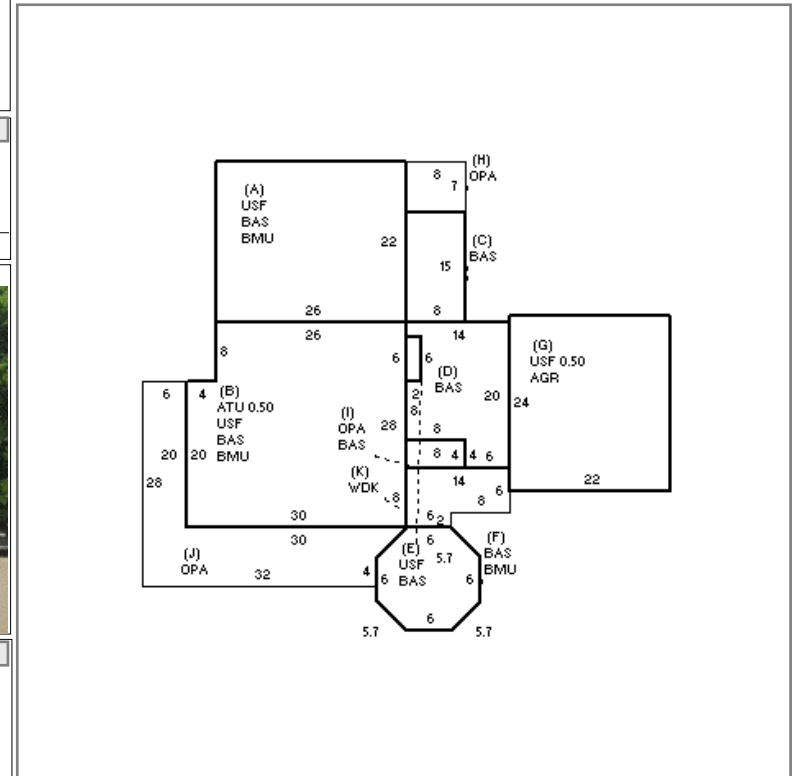 (H)
OPA
8
7
(A)
USF
BAS
BMU
22
(C)
BAS
15
26
8
26
14
8
6
6
(G)
USF 0.50
AGR
(D)
BAS
20
24
6
4
(B)
ATU 0.50
USF
BAS
BMU
2
8
(I)
OPA
BAS
28
8
20
20
8
4
4
6
28
(K)
WDK
14
22
8
6
8
30
6
2
30
6
(J)
OPA
(E)
USF
BAS
5.7
(F)
BAS
BMU
32
4
6
6
6
5.7
5.7